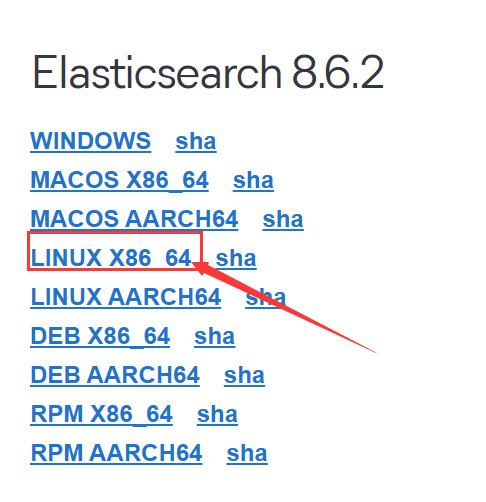 Elasticsearch 8.6.2
WINDOWS sha
MACOS X86_64 sha
MACOS AARCH64 sha
LINUX X86_64 sha
LINUX AARCH64 sha
DEB X86_64 sha
DEB AARCH64 sha
RPM X86_64 sha
RPM AARCH64 sha